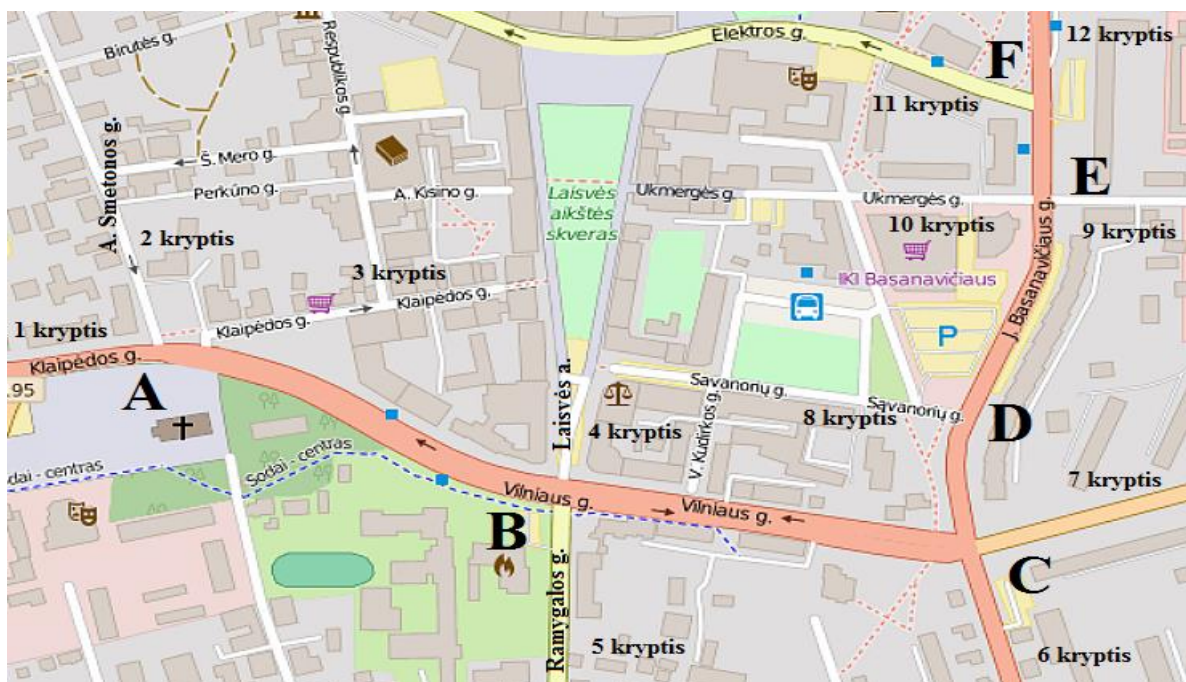 Birutės g.
Respublikos g.
Elektros g.
F
12 kryptis
11 kryptis
A. Smetonos g.
Š. Mero g.
Perkūno g.
A. Kisino g.
Laisvės
aikštės
skveras
Ukmergės g.
Ukmergės g.
E
2 kryptis
3 kryptis
10 kryptis
9 kryptis
IKI Basanavičiaus
J. Basanavičiaus g.
1 kryptis
Klaipėdos g.
Klaipėdos g.
Klaipėdos g.
P
95
A
Laisvės a.
Savanorių g.
Savanorių g.
V. Kudirkos g.
4 kryptis
8 kryptis
D
Sodai - centras
Sodai - centras
7 kryptis
Vilniaus g.
Vilniaus g.
B
C
Ramygalos g.
5 kryptis
6 kryptis